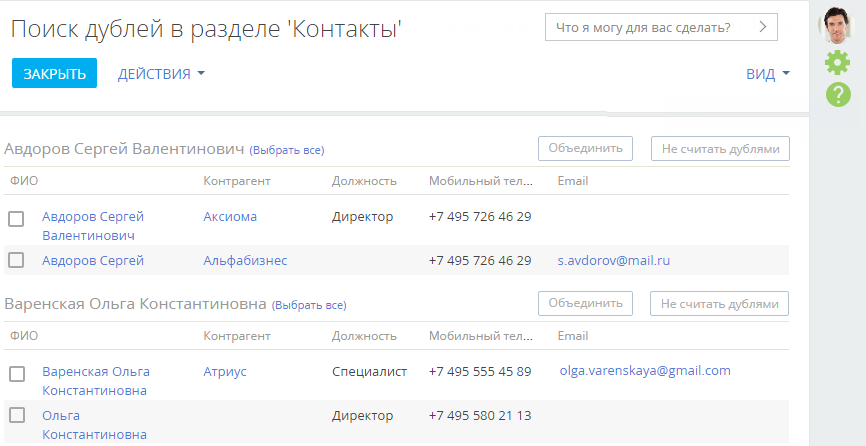 Поиск дублей в разделе 'Контакты'
Что я могу для вас сделать?
ЗАКРЫТЬ ДЕЙСТВИЯ ВИД
Авдоров Сергей Валентинович (Выбрать все) Объединить Не считать дублями
ФИО Контрагент Должность Мобильный тел... Email
Авдоров Сергей Аксиома Директор +7 495 726 46 29
Валентинович
Авдоров Сергей Альфабизнес +7 495 726 46 29 s.avdorov@mail.ru
Варенская Ольга Константиновна (Выбрать все) Объединить Не считать дублями
ФИО Контрагент Должность Мобильный тел... Email
Варенская Ольга Атриус Специалист +7 495 555 45 89 olga.varenskaya@gmail.com
Константиновна
Ольга Директор +7 495 580 21 13
Константиновна